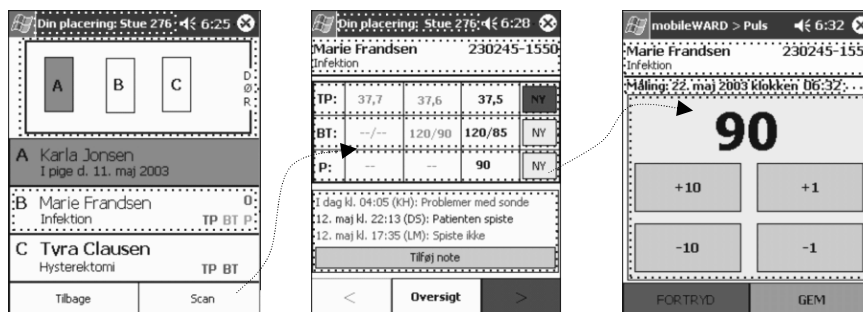 Din placering: Stue 276 6:25
A
B
C
D
Ø
R
A Karla Jonsen
I pige d. 11. maj
2003
B Marie Frandsen 0
Infektion TP BT P
C Tyra Clausen
Hysterektomi TP BT
Tilbage Scan
Din placering: Stue 276 6:28
Marie Frandsen 230245-1550
Infektion
TP: 37,7 37,6 37,5 NY
BT: --/-- 120/90 120/85 NY
P: -- -- 90 NY
I dag kl. 04:05 (KH): Problemer med sonde
12. maj kl. 22:13 (DS): Patienten spiste
12. maj kl. 17:35 (LM): Spiste ikke
Tilføj note
< Oversigt >
mobileWARD > Puls 6:32
Marie Frandsen 230245-155
Infektion
Måling: 22. maj 2003 klokken 06:32
90
+10 +1
-10 -1
FORTRYD GEM